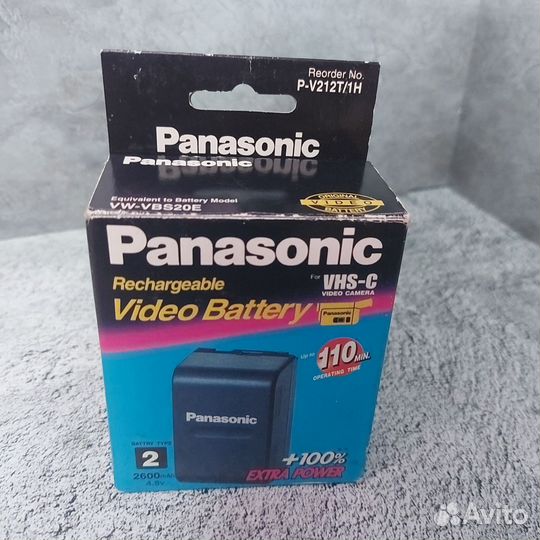 Reorder No.
P-V212T/1H
Panasonic
Panasonic
Equivalent to Battery Model
VW-VBS20E
ORIGINAL
VIDEO
BATTERY
Panasonic
Rechargeable
For VHS-C
VIDEO CAMERA
Video Battery
Panasonic
Up to 110 MIN.
OPERATING TIME
Panasonic
BATTRY TYPE
2
2600mAh
4.8V
+100%
EXTRA POWER
Avito